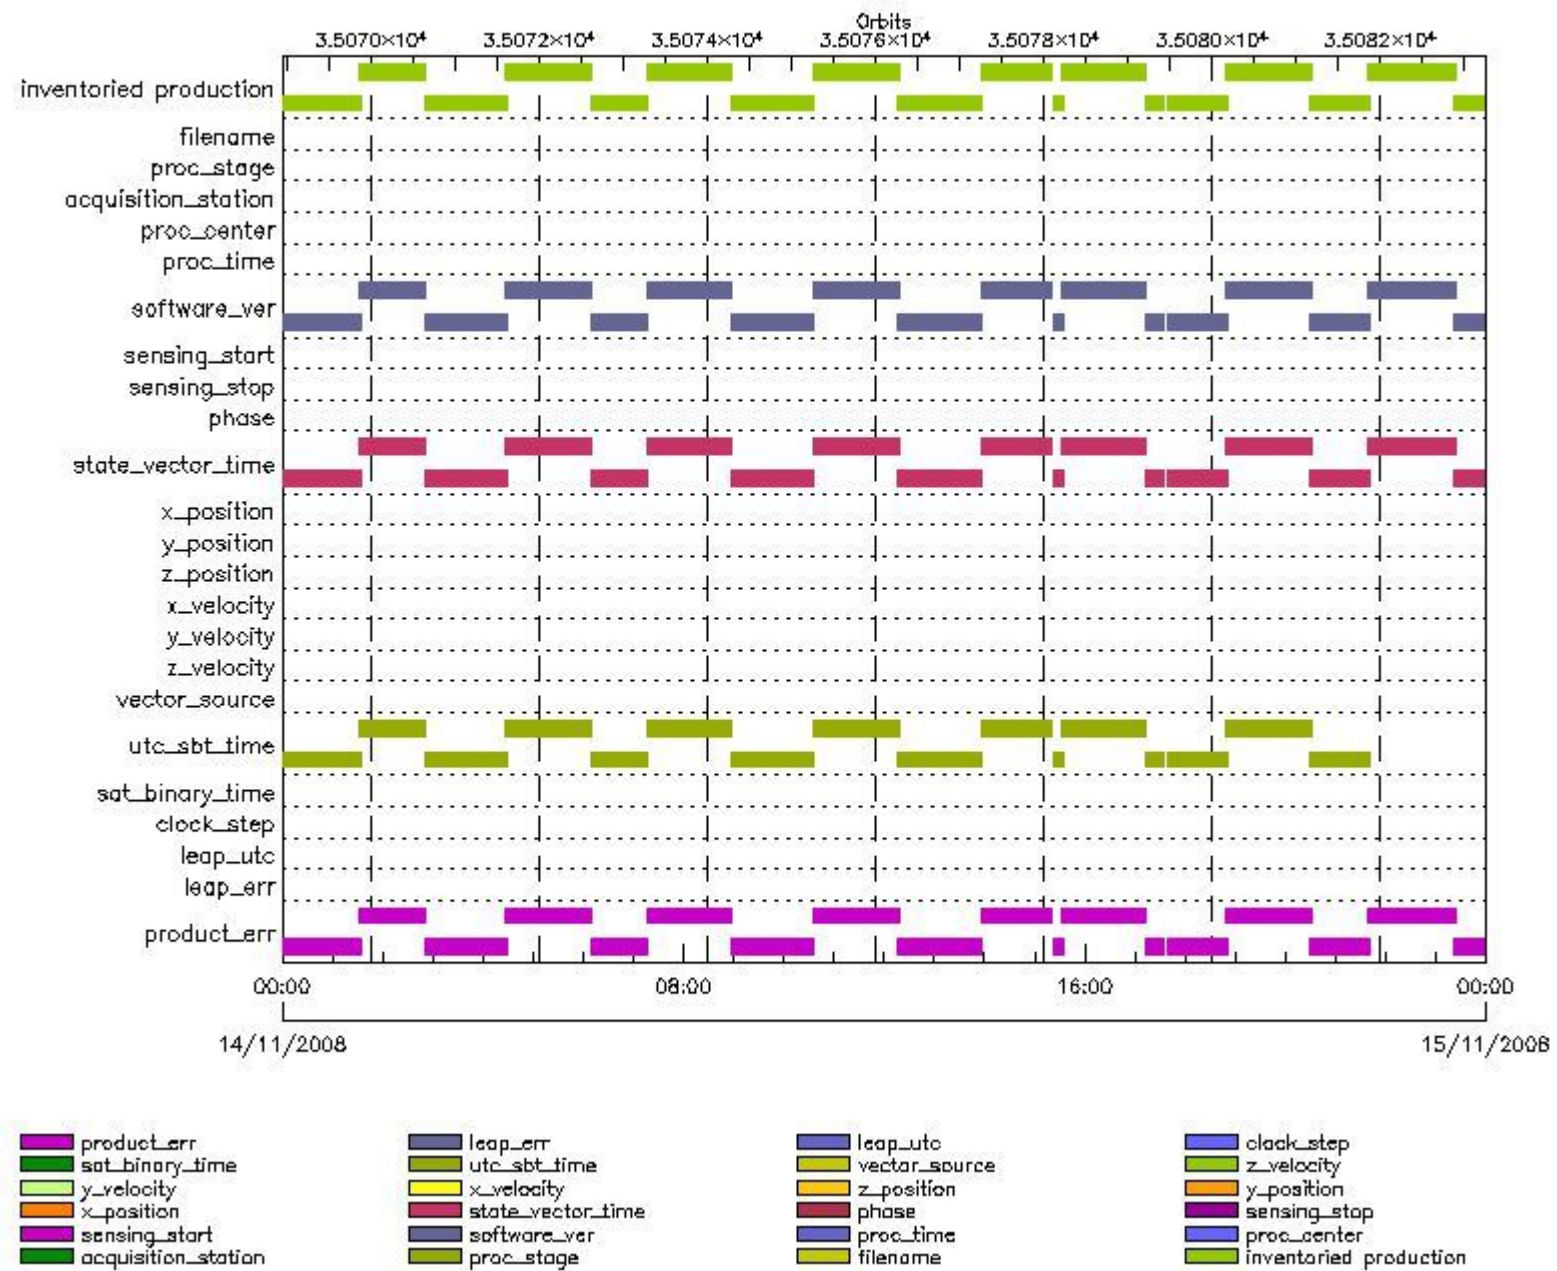 Orbits
3.5070×10⁴ 3.5072×10⁴ 3.5074×10⁴ 3.5076×10⁴ 3.5078×10⁴ 3.5080×10⁴ 3.5082×10⁴
inventoried production
filename
proc_stage
acquisition_station
proc_center
proc_time
software_ver
sensing_start
sensing_stop
phase
state_vector_time
x_position
y_position
z_position
x_velocity
y_velocity
z_velocity
vector_source
utc_sbt_time
sat_binary_time
clock_step
leap_utc
leap_err
product_err
00:00 08:00 16:00 00:00
14/11/2008 15/11/2008
product_err leap_err leap_utc clock_step
sat_binary_time utc_sbt_time vector_source z_velocity
y_velocity x_velocity z_position y_position
x_position state_vector_time phase sensing_stop
sensing_start software_ver proc_time proc_center
acquisition_station proc_stage filename inventoried production